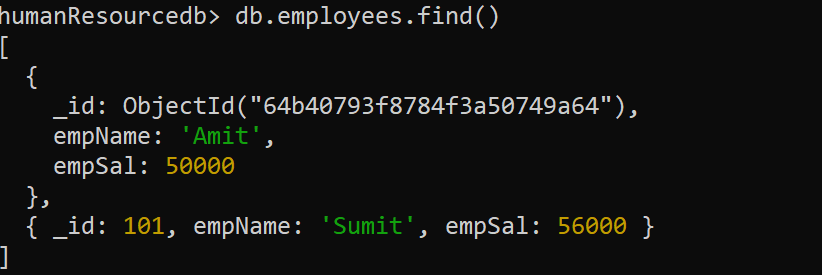 humanResourcedb> db.employees.find()
[
  {
    _id: ObjectId("64b40793f8784f3a50749a64"),
    empName: 'Amit',
    empSal: 50000
  },
  { _id: 101, empName: 'Sumit', empSal: 56000 }
]